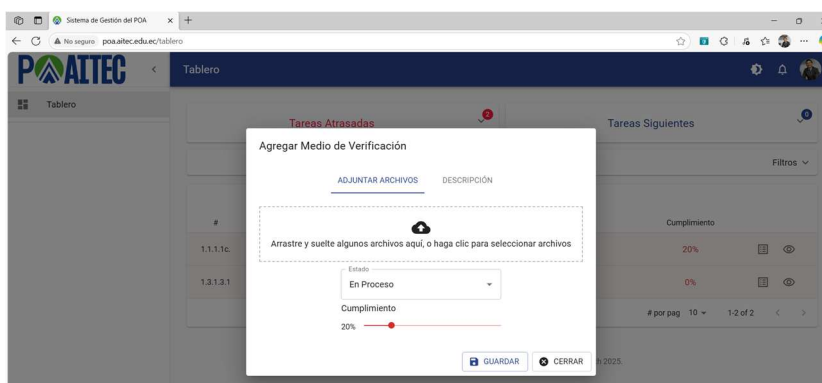 Sistema de Gestión del POA
No seguro poa.aitec.edu.ec/tablero
POAITEC
Tablero
Tablero
Tareas Atrasadas 2
Tareas Siguientes 0
Agregar Medio de Verificación
Filtros
ADJUNTAR ARCHIVOS DESCRIPCIÓN
# Cumplimiento
Arrastre y suelte algunos archivos aquí, o haga clic para seleccionar archivos
1.1.1.1c. 20%
Estado
En Proceso
1.3.1.3.1 0%
Cumplimiento
20%
# por pag 10 1-2 of 2
GUARDAR CERRAR
2025.